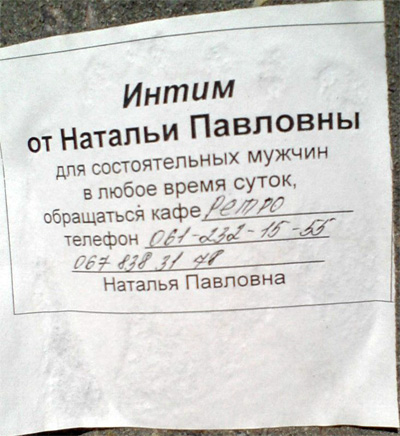 Интим
от Натальи Павловны
для состоятельных мужчин
в любое время суток,
обращаться кафе Ретро
телефон 061-232-15-55
067 838 31 48
Наталья Павловна